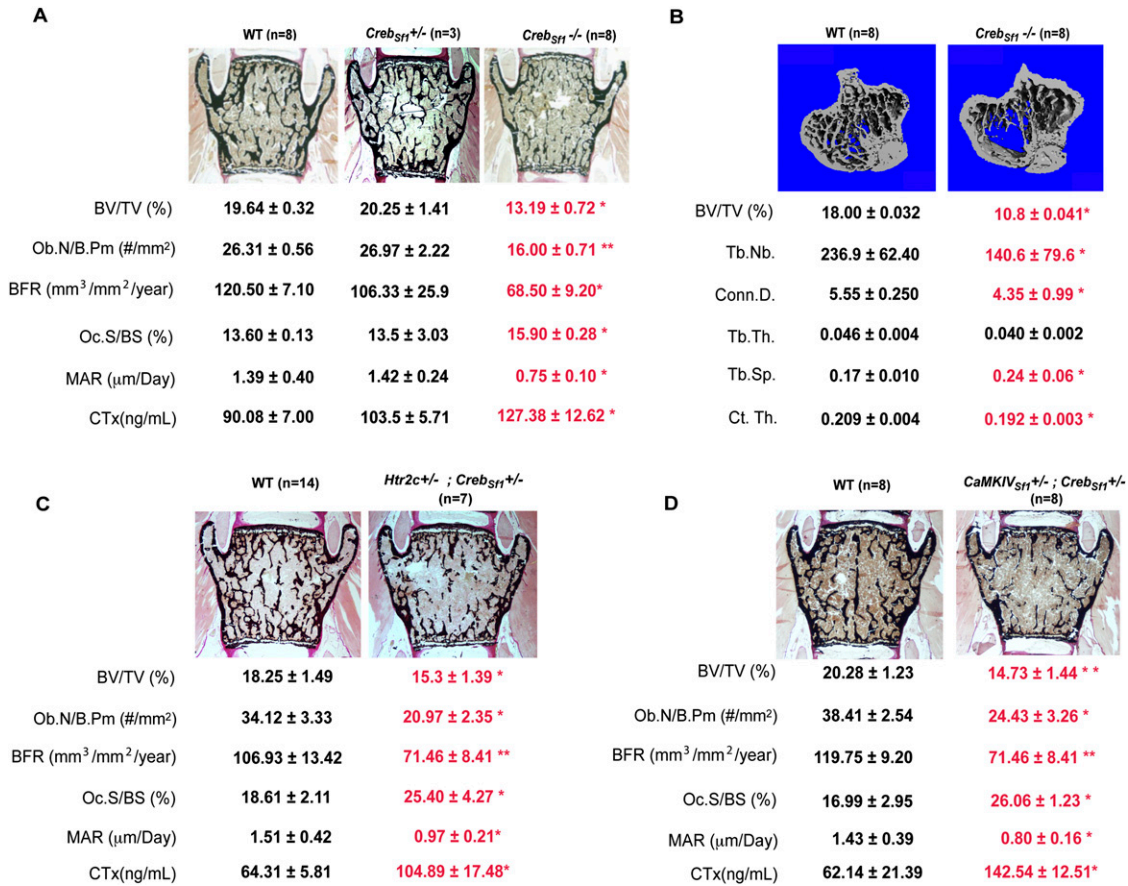 A
WT (n=8) CrebSf1+/- (n=3) CrebSf1 -/- (n=8)
BV/TV (%) 19.64 ± 0.32 20.25 ± 1.41 13.19 ± 0.72 *
Ob.N/B.Pm (#/mm²) 26.31 ± 0.56 26.97 ± 2.22 16.00 ± 0.71 **
BFR (mm³/mm²/year) 120.50 ± 7.10 106.33 ± 25.9 68.50 ± 9.20*
Oc.S/BS (%) 13.60 ± 0.13 13.5 ± 3.03 15.90 ± 0.28 *
MAR (μm/Day) 1.39 ± 0.40 1.42 ± 0.24 0.75 ± 0.10 *
CTx(ng/mL) 90.08 ± 7.00 103.5 ± 5.71 127.38 ± 12.62 *
B
WT (n=8) CrebSf1 -/- (n=8)
BV/TV (%) 18.00 ± 0.032 10.8 ± 0.041*
Tb.Nb. 236.9 ± 62.40 140.6 ± 79.6 *
Conn.D. 5.55 ± 0.250 4.35 ± 0.99 *
Tb.Th. 0.046 ± 0.004 0.040 ± 0.002
Tb.Sp. 0.17 ± 0.010 0.24 ± 0.06 *
Ct. Th. 0.209 ± 0.004 0.192 ± 0.003 *
C
WT (n=14) Htr2c+/- ; CrebSf1+/-
(n=7)
BV/TV (%) 18.25 ± 1.49 15.3 ± 1.39 *
Ob.N/B.Pm (#/mm²) 34.12 ± 3.33 20.97 ± 2.35 *
BFR (mm³/mm²/year) 106.93 ± 13.42 71.46 ± 8.41 **
Oc.S/BS (%) 18.61 ± 2.11 25.40 ± 4.27 *
MAR (μm/Day) 1.51 ± 0.42 0.97 ± 0.21*
CTx(ng/mL) 64.31 ± 5.81 104.89 ± 17.48*
D
WT (n=8) CaMKIVSf1+/- ; CrebSf1+/-
(n=8)
BV/TV (%) 20.28 ± 1.23 14.73 ± 1.44 * *
Ob.N/B.Pm (#/mm²) 38.41 ± 2.54 24.43 ± 3.26 *
BFR (mm³/mm²/year) 119.75 ± 9.20 71.46 ± 8.41 **
Oc.S/BS (%) 16.99 ± 2.95 26.06 ± 1.23 *
MAR (μm/Day) 1.43 ± 0.39 0.80 ± 0.16 *
CTx(ng/mL) 62.14 ± 21.39 142.54 ± 12.51*